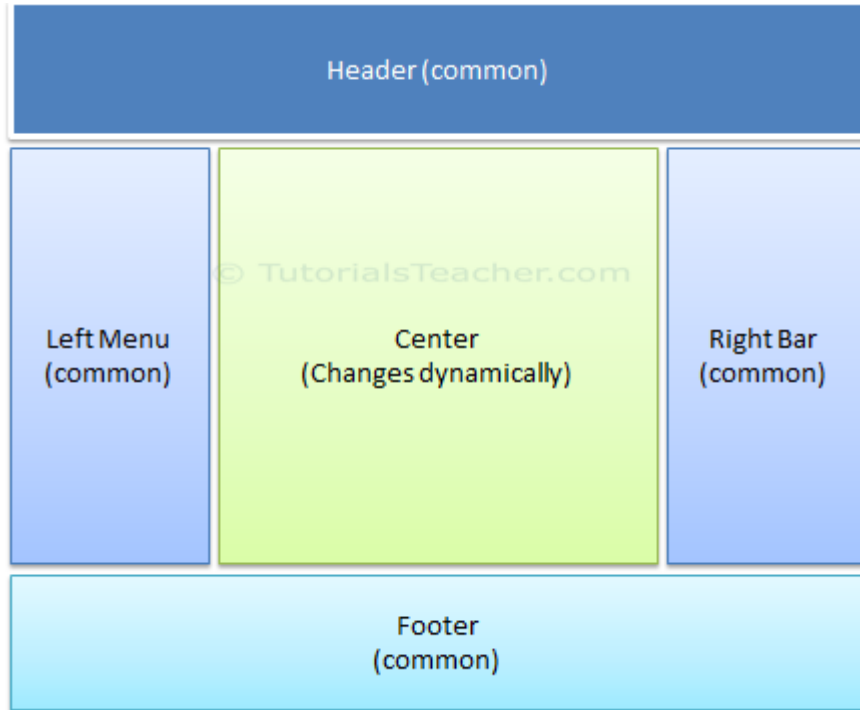 Header (common)
© TutorialsTeacher.com
Left Menu
(common)
Center
(Changes dynamically)
Right Bar
(common)
Footer
(common)